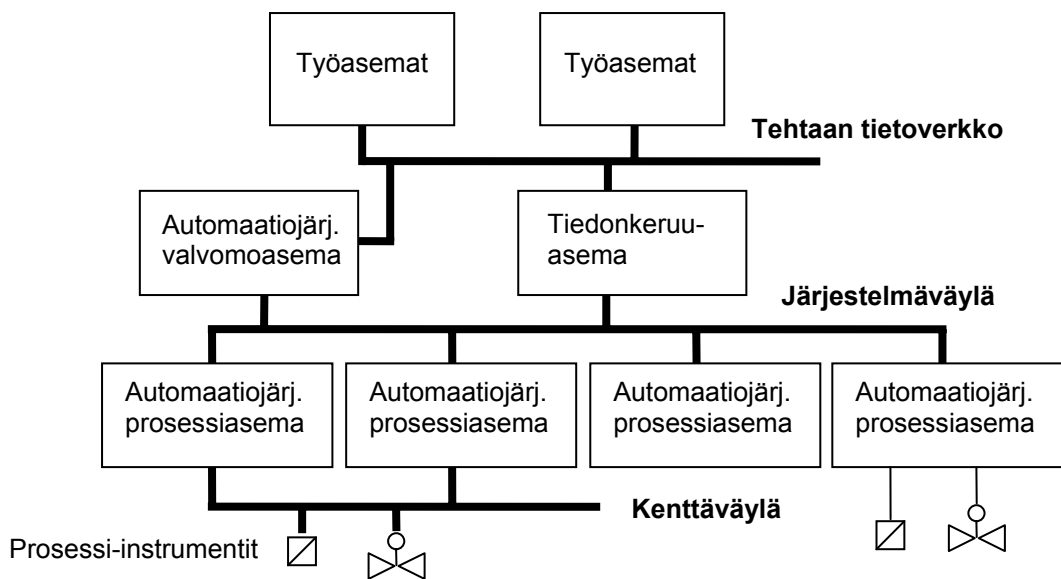 Työasemat
Työasemat
Tehtaan tietoverkko
Automaatiojärj.
valvomoasema
Tiedonkeruu-
asema
Järjestelmäväylä
Automaatiojärj.
prosessiasema
Automaatiojärj.
prosessiasema
Automaatiojärj.
prosessiasema
Automaatiojärj.
prosessiasema
Kenttäväylä
Prosessi-instrumentit